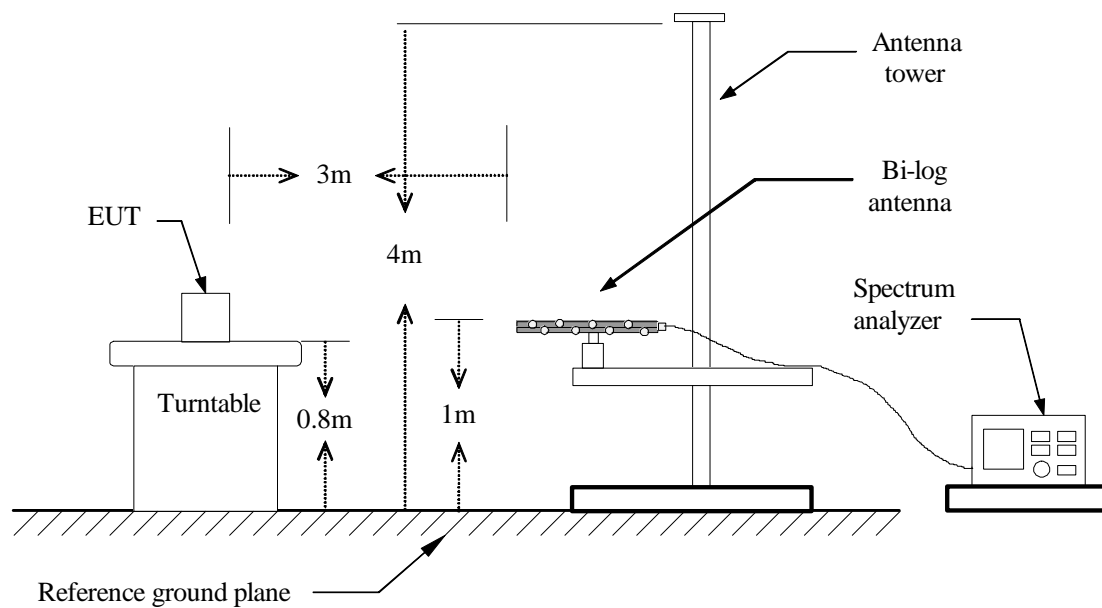 Antenna
tower
3m
Bi-log
antenna
EUT
4m
Spectrum
analyzer
Turntable
0.8m
1m
Reference ground plane